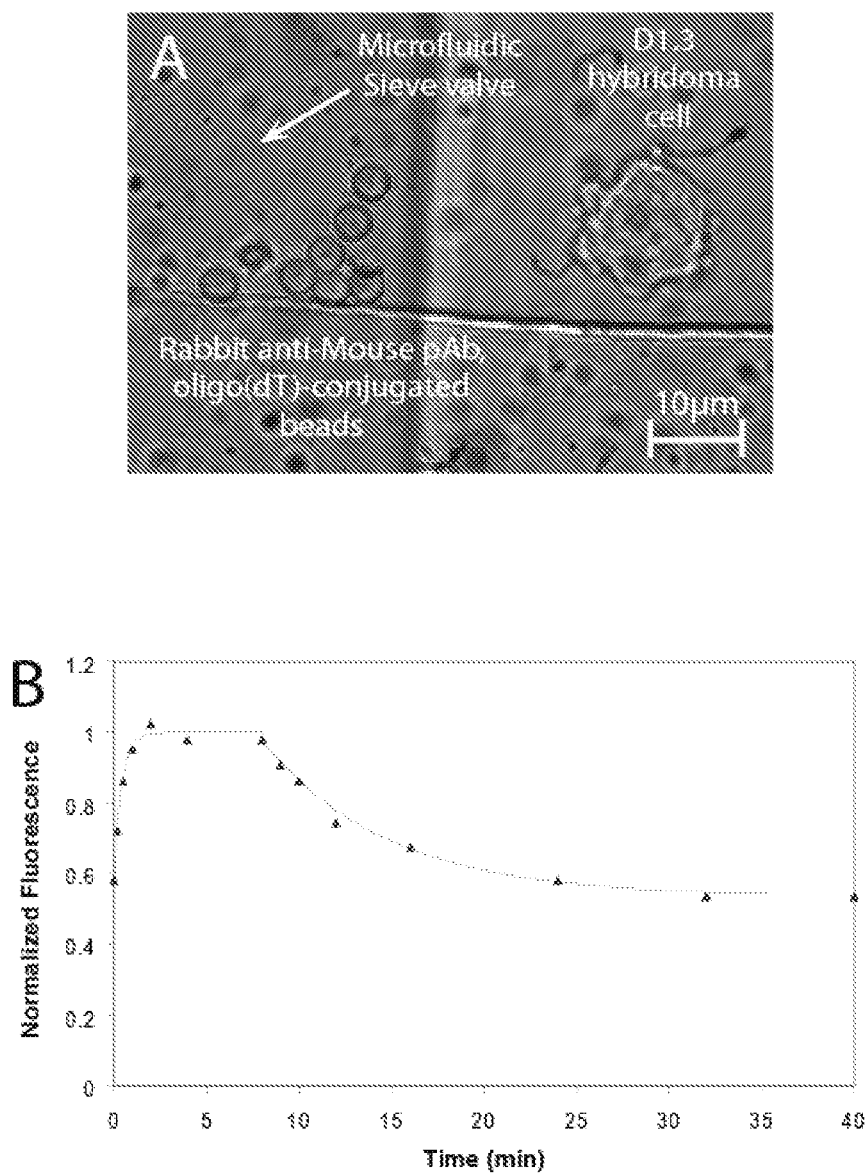 A
Microfluidic
Sieve valve
D1.3
hybridoma
cell
Rabbit anti-Mouse pAb,
oligo(dT)-conjugated
beads
10µm
B
1.2
1
0.8
0.6
0.4
0.2
0
Normalized Fluorescence
0 5 10 15 20 25 30 35 40
Time (min)